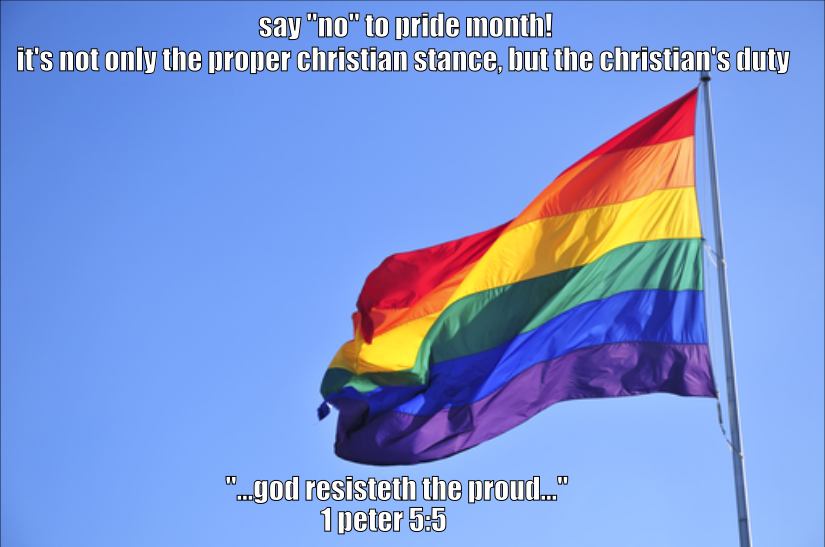 say "no" to pride month!
it's not only the proper christian stance, but the christian's duty
"...god resisteth the proud..."
1 peter 5:5